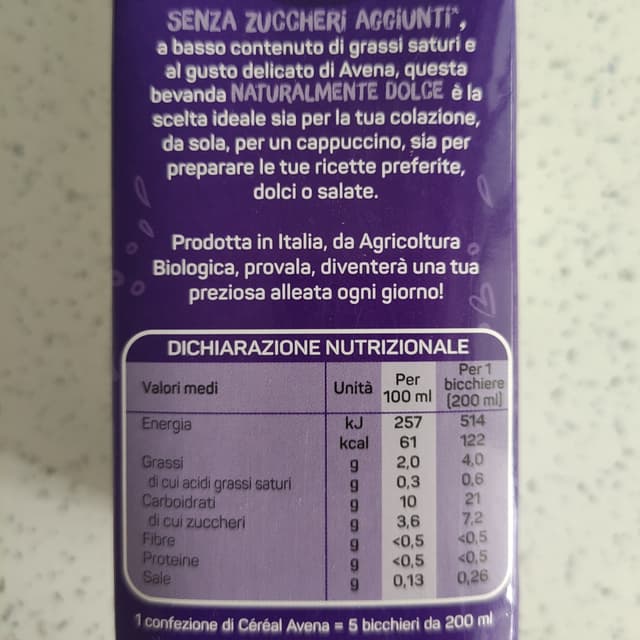 SENZA ZUCCHERI AGGIUNTI*,
a basso contenuto di grassi saturi e
al gusto delicato di Avena, questa
bevanda NATURALMENTE DOLCE è la
scelta ideale sia per la tua colazione,
da sola, per un cappuccino, sia per
preparare le tue ricette preferite,
dolci o salate.
Prodotta in Italia, da Agricoltura
Biologica, provala, diventerà una tua
preziosa alleata ogni giorno!
DICHIARAZIONE NUTRIZIONALE
Valori medi Unità Per 100 ml Per 1 bicchiere (200 ml)
Energia kJ 257 514
kcal 61 122
Grassi g 2,0 4,0
di cui acidi grassi saturi g 0,3 0,6
Carboidrati g 10 21
di cui zuccheri g 3,6 7,2
Fibre g <0,5 <0,5
Proteine g <0,5 <0,5
Sale g 0,13 0,26
1 confezione di Céréal Avena = 5 bicchieri da 200 ml